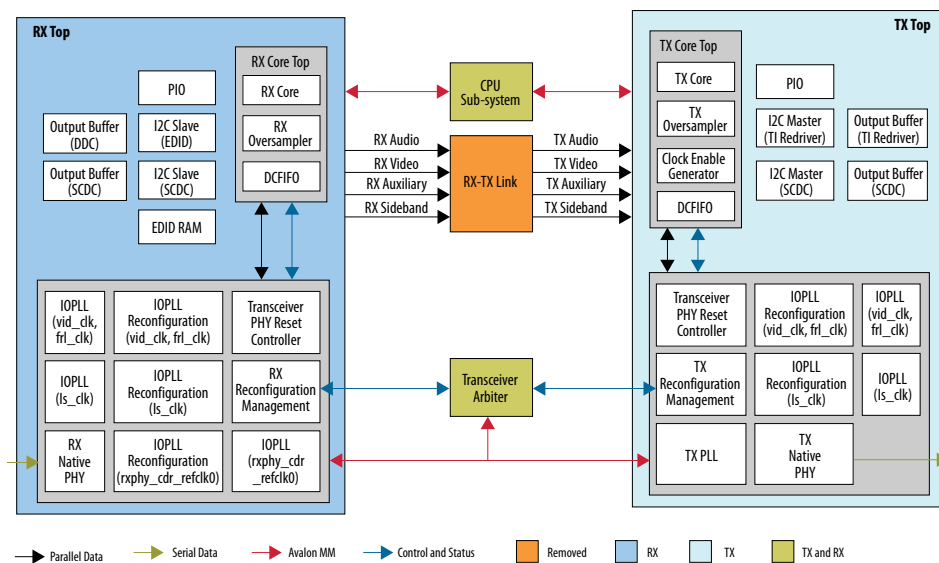 RX Top
RX Core Top
RX Core
RX
Oversampler
DCFIFO
PIO
Output Buffer
(DDC)
I2C Slave
(EDID)
Output Buffer
(SCDC)
I2C Slave
(SCDC)
EDID RAM
IOPLL
(vid_clk,
frl_clk)
IOPLL
Reconfiguration
(vid_clk, frl_clk)
Transceiver
PHY Reset
Controller
IOPLL
(ls_clk)
IOPLL
Reconfiguration
(ls_clk)
RX
Reconfiguration
Management
RX
Native
PHY
IOPLL
Reconfiguration
(rxphy_cdr_refclk0)
IOPLL
(rxphy_cdr
_refclk0)
CPU
Sub-system
RX Audio
RX Video
RX Auxiliary
RX Sideband
RX-TX Link
TX Audio
TX Video
TX Auxiliary
TX Sideband
Transceiver
Arbiter
TX Top
TX Core Top
TX Core
TX
Oversampler
Clock Enable
Generator
DCFIFO
PIO
I2C Master
(TI Redriver)
Output Buffer
(TI Redriver)
I2C Master
(SCDC)
Output Buffer
(SCDC)
Transceiver
PHY Reset
Controller
IOPLL
Reconfiguration
(vid_clk, frl_clk)
IOPLL
(vid_clk,
frl_clk)
TX
Reconfiguration
Management
IOPLL
Reconfiguration
(ls_clk)
IOPLL
(ls_clk)
TX PLL
TX
Native
PHY
Parallel Data
Serial Data
Avalon MM
Control and Status
Removed
RX
TX
TX and RX